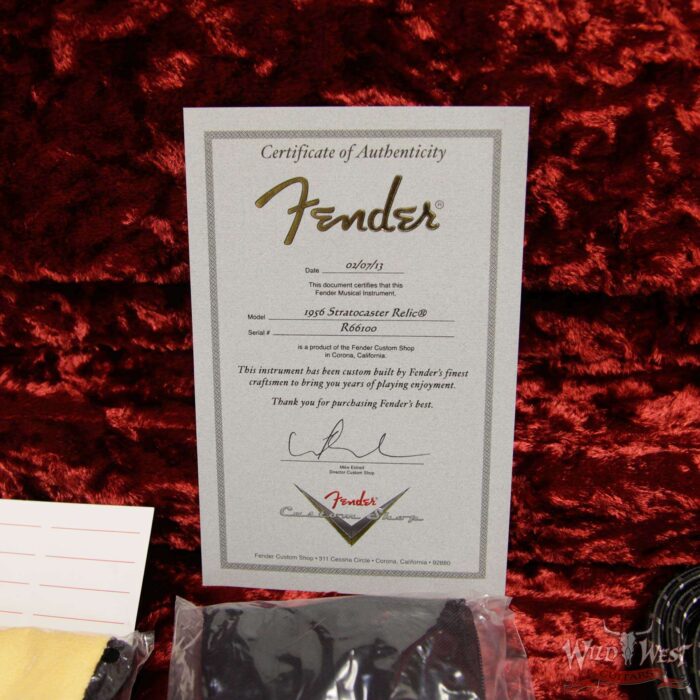 Certificate of Authenticity
Fender®
Date 02/07/13
This document certifies that this
Fender Musical Instrument,
Model 1956 Stratocaster Relic®
Serial # R66100
is a product of the Fender Custom Shop
in Corona, California.
This instrument has been custom built by Fender's finest
craftsmen to bring you years of playing enjoyment.
Thank you for purchasing Fender's best.
Mike Eldred
Director Custom Shop
Fender®
Custom Shop
Fender Custom Shop • 311 Cessna Circle • Corona, California • 92880
Wild West
Guitars